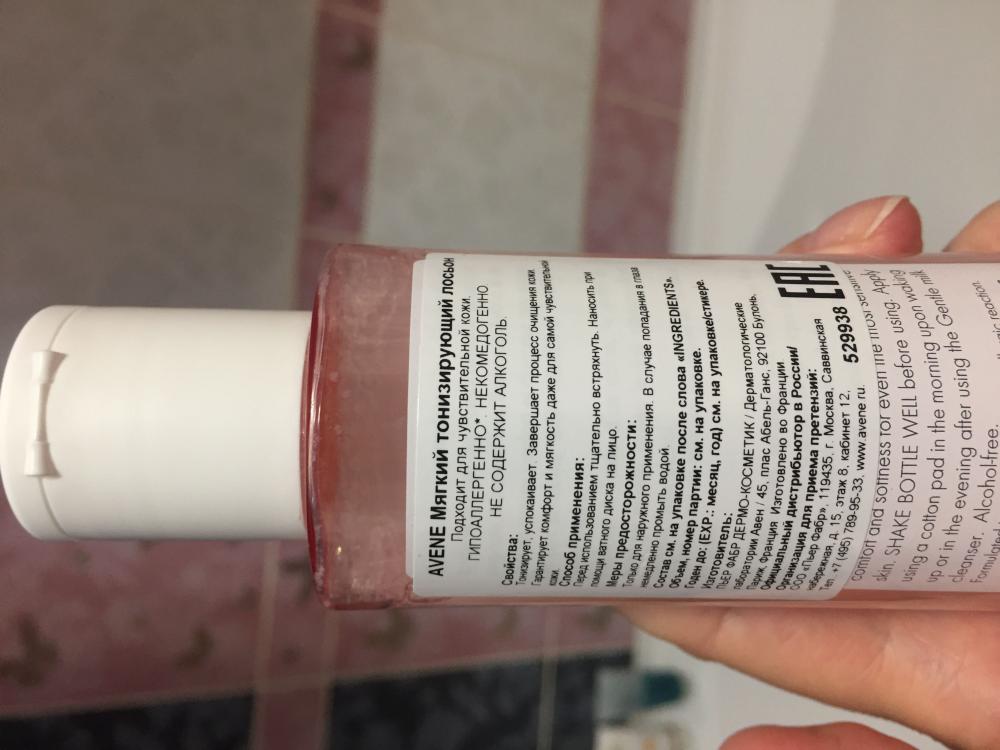 AVENE Мягкий тонизирующий лосьон
Подходит для чувствительной кожи.
ГИПОАЛЛЕРГЕННО* НЕКОМЕДОГЕННО
НЕ СОДЕРЖИТ АЛКОГОЛЬ.
Свойства:
Тонизирует, успокаивает. Завершает процесс очищения кожи.
Гарантирует комфорт и мягкость даже для самой чувствительной
кожи.
Способ применения:
Перед использованием тщательно встряхнуть. Наносить при
помощи ватного диска на лицо.
Меры предосторожности:
Только для наружного применения. В случае попадания в глаза
немедленно промыть водой.
Состав см. на упаковке после слова «INGREDIENTS».
Объем, номер партии: см. на упаковке.
Годен до: (EXP.: месяц, год) см. на упаковке/стикере.
Изготовитель:
ПЬЕР ФАБР ДЕРМО-КОСМЕТИК / Дерматологические
лаборатории Авен / 45, плас Абель-Ганс, 92100 Булонь,
Париж, Франция Изготовлено во Франции
Официальный дистрибьютор в России/
Организация для приема претензий:
ООО «Пьер Фабр», 119435, г. Москва, Саввинская
набережная, д. 15, этаж 8, кабинет 12,
Тел. +7 (495) 789-95-33, www.avene.ru.
529938 EAC
comfort and softness for even the most sensitive
skin. SHAKE BOTTLE WELL before using. Apply
using a cotton pad in the morning upon waking
up or in the evening after using the Gentle milk
cleanser. Alcohol-free.
Formulated reaction